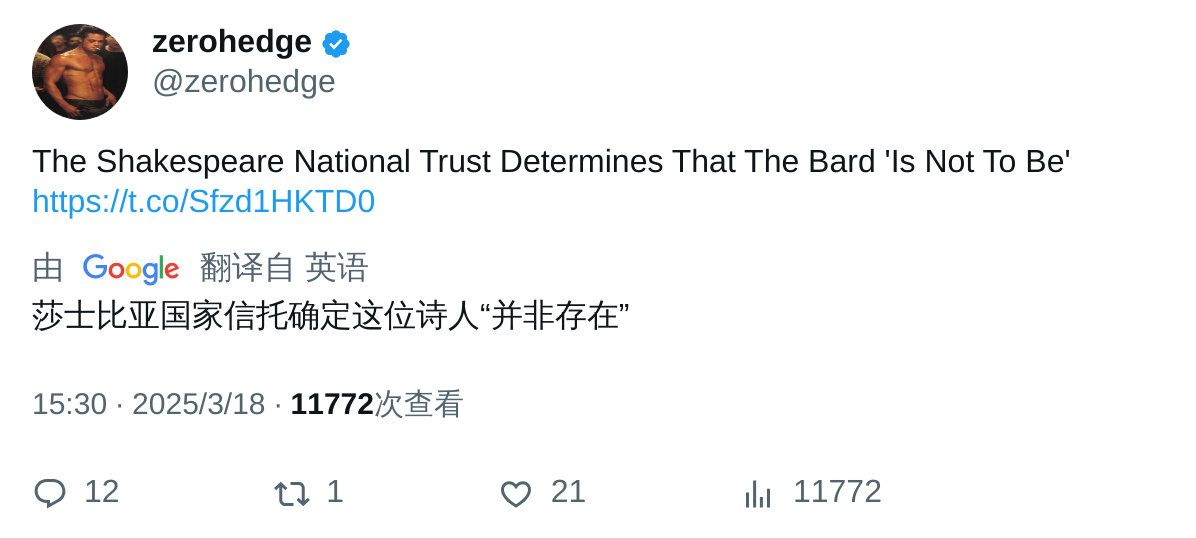 zerohedge
@zerohedge
The Shakespeare National Trust Determines That The Bard 'Is Not To Be'
https://t.co/Sfzd1HKTD0
由 Google 翻译自 英语
莎士比亚国家信托确定这位诗人“并非存在”
15:30 · 2025/3/18 · 11772次查看
12 1 21 11772